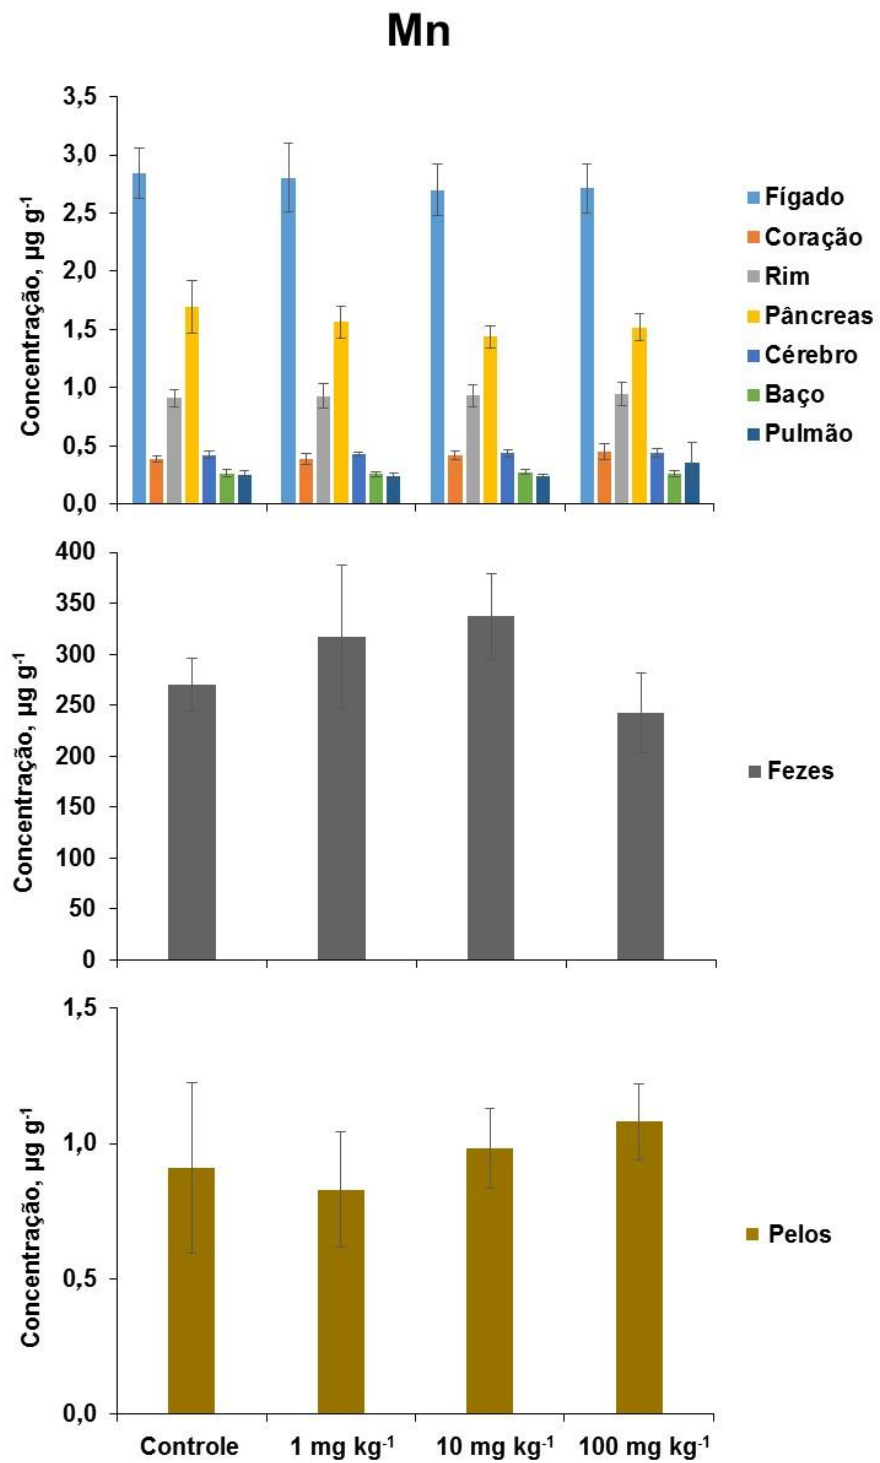 Mn
Concentração, µg g-1
3,5
3,0
2,5
2,0
1,5
1,0
0,5
0,0
Fígado
Coração
Rim
Pâncreas
Cérebro
Baço
Pulmão
Concentração, µg g-1
400
350
300
250
200
150
100
50
0
Fezes
Concentração, µg g-1
1,5
1,0
0,5
0,0
Pelos
Controle 1 mg kg-1 10 mg kg-1 100 mg kg-1